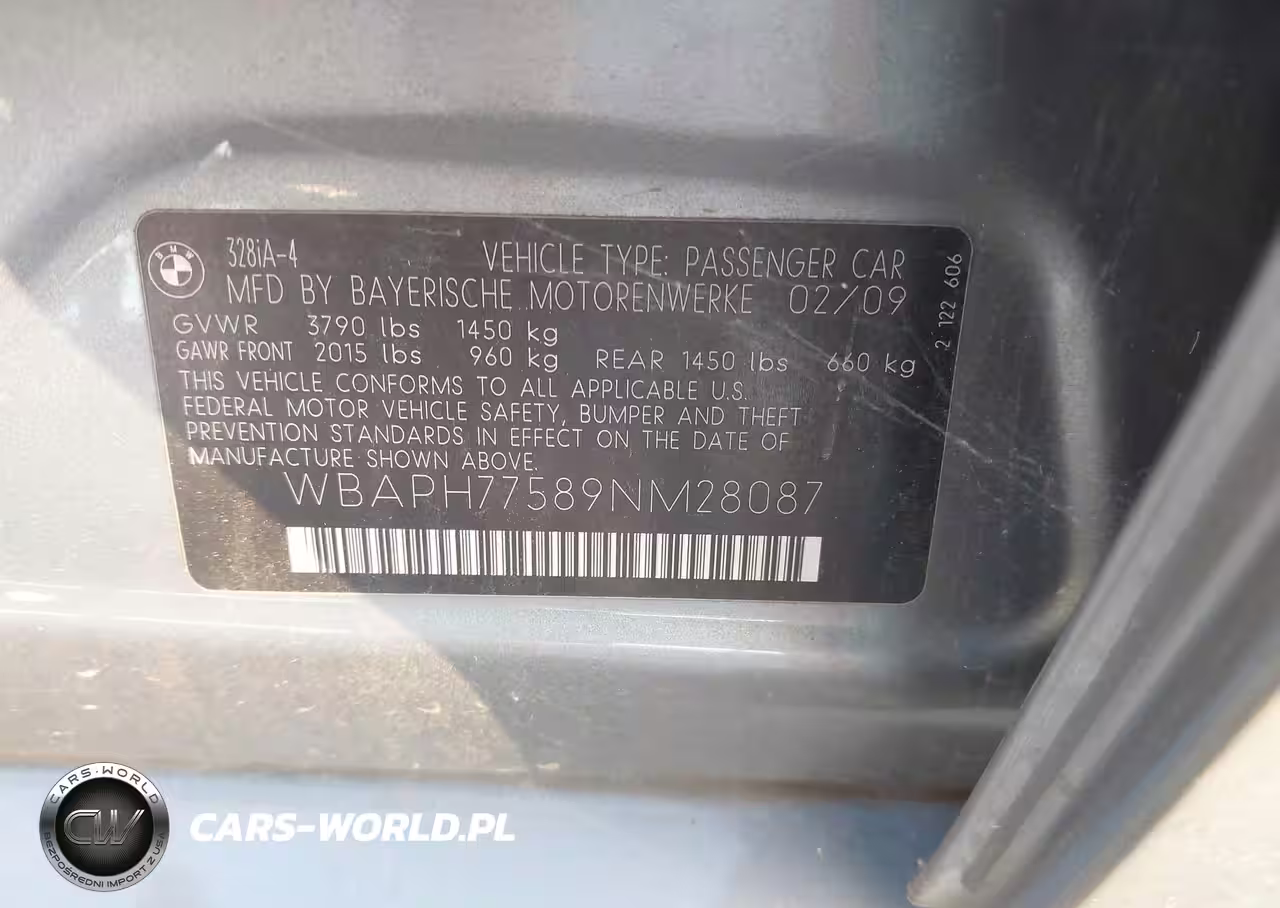 BMW
328iA-4 VEHICLE TYPE: PASSENGER CAR
MFD BY BAYERISCHE MOTORENWERKE 02/09
GVWR 3790 lbs 1450 kg
GAWR FRONT 2015 lbs 960 kg REAR 1450 lbs 660 kg
2 122 606
THIS VEHICLE CONFORMS TO ALL APPLICABLE U.S.
FEDERAL MOTOR VEHICLE SAFETY, BUMPER AND THEFT
PREVENTION STANDARDS IN EFFECT ON THE DATE OF
MANUFACTURE SHOWN ABOVE.
WBAPH77589NM28087
CARS-WORLD
CW
BEZPOŚREDNI IMPORT Z USA
CARS-WORLD.PL